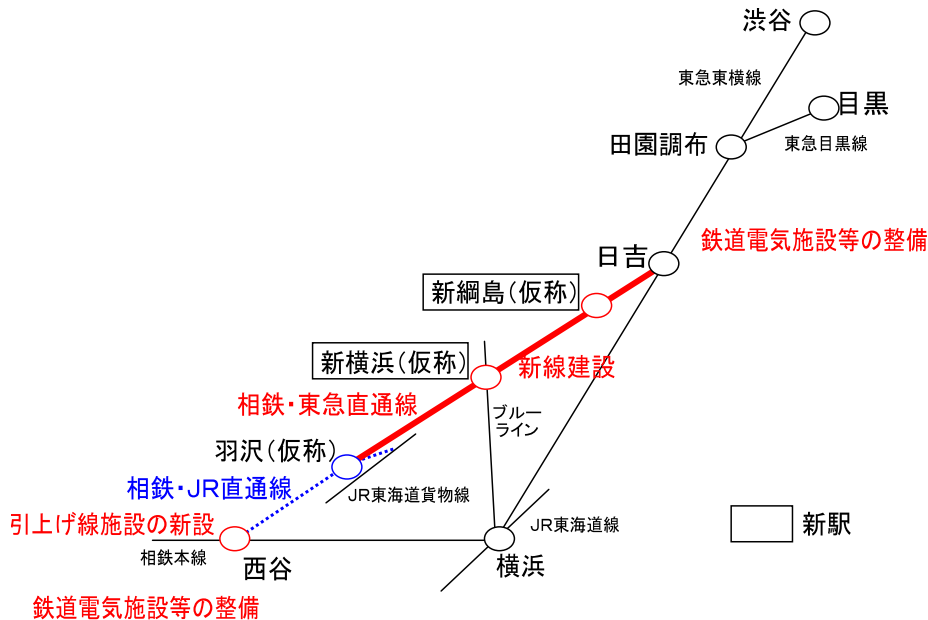 渋谷
東急東横線
目黒
田園調布
東急目黒線
鉄道電気施設等の整備
日吉
新綱島(仮称)
新横浜(仮称)
新線建設
相鉄・東急直通線
ブルー
ライン
羽沢(仮称)
相鉄・JR直通線
JR東海道貨物線
引上げ線施設の新設
JR東海道線
新駅
相鉄本線
西谷
横浜
鉄道電気施設等の整備